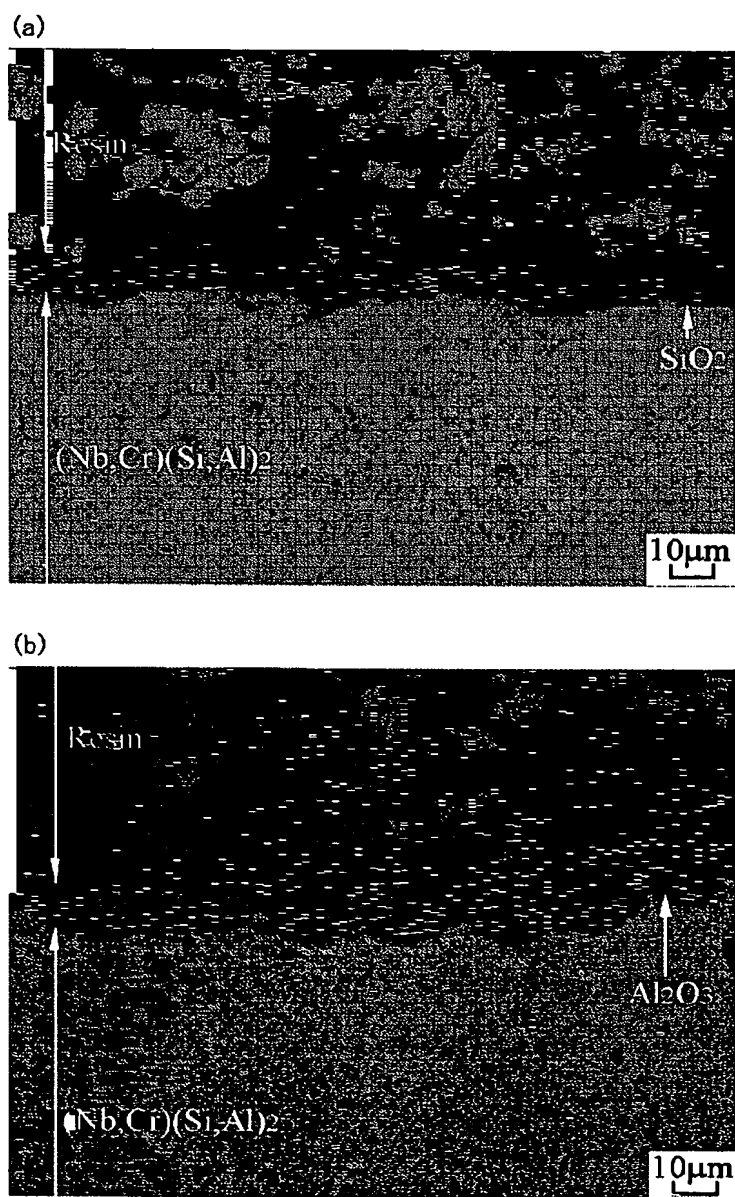 (a)
Resin
SiO2
(Nb,Cr)(Si,Al)2
10μm
(b)
Resin
Al2O3
(Nb,Cr)(Si,Al)2
10μm